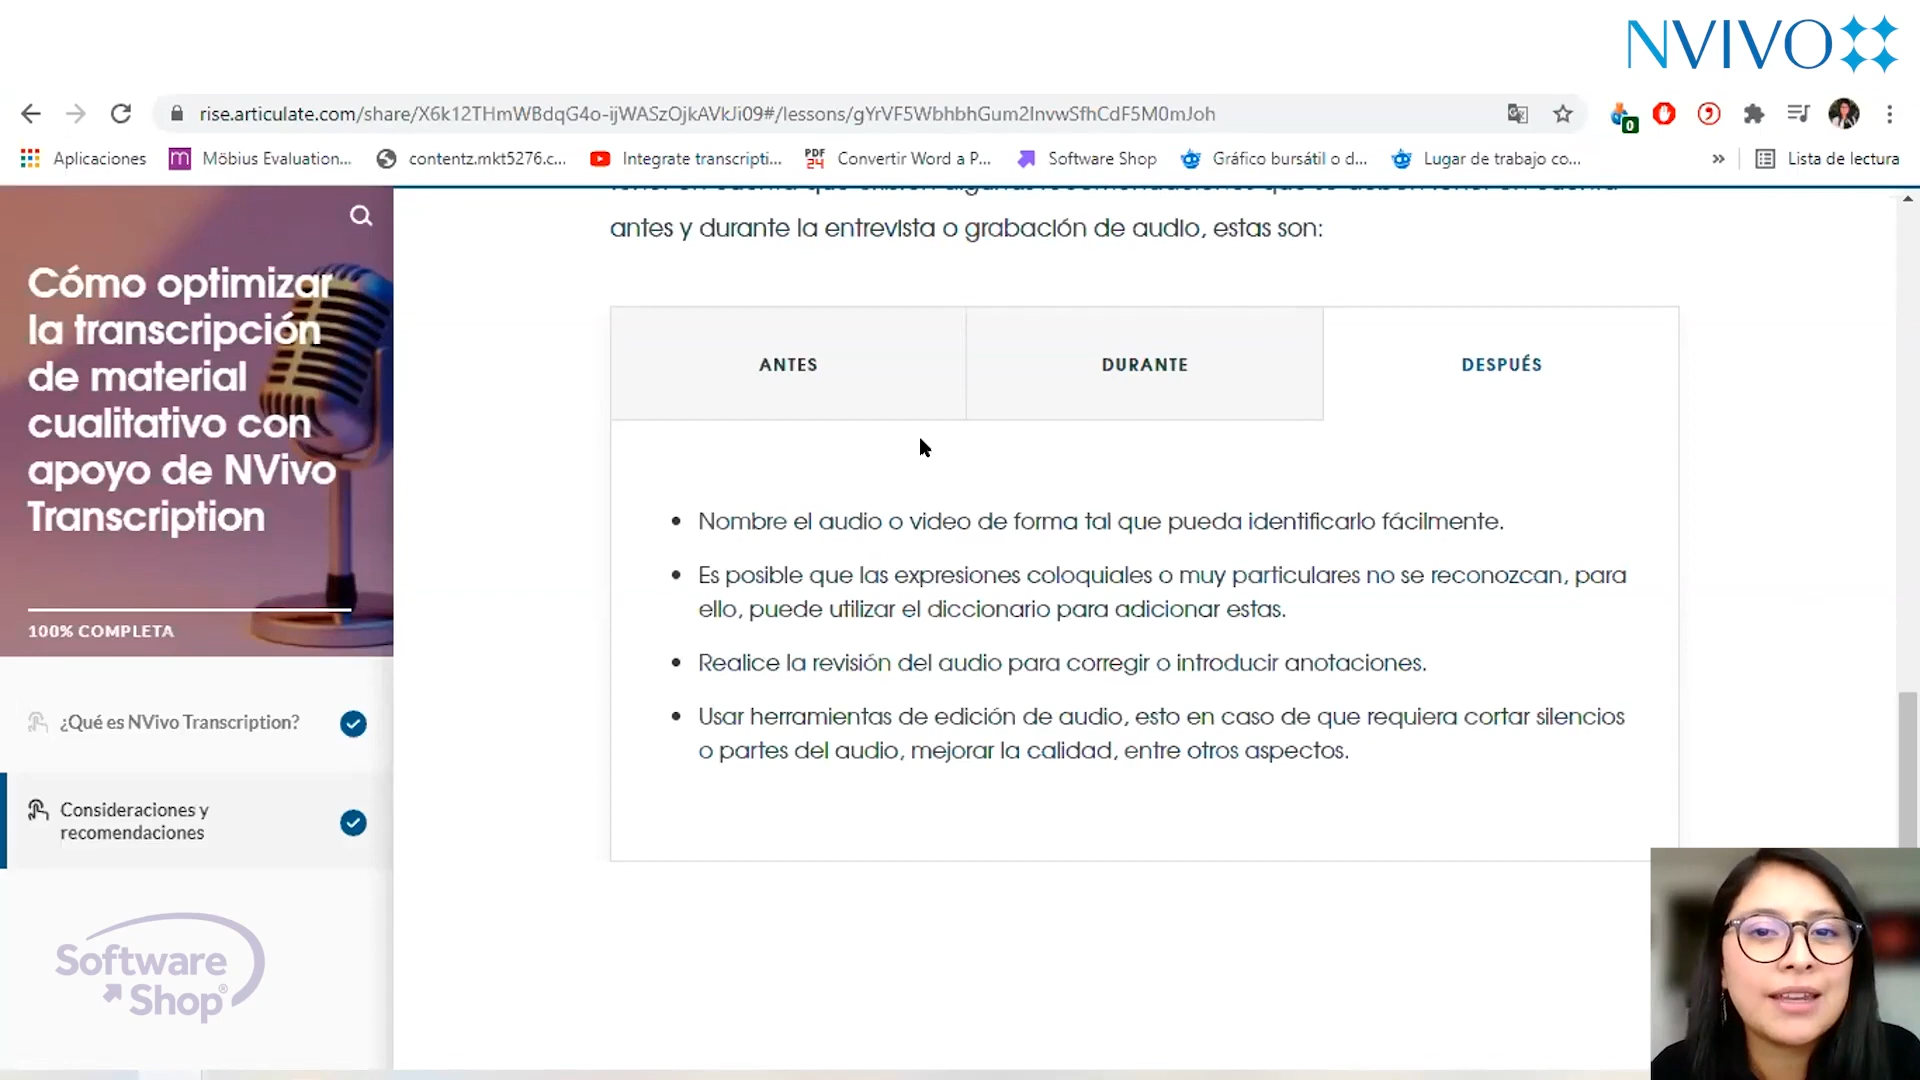 NVIVO
rise.articulate.com/share/X6k12THmWBdqG4o-ijWASzOjkAVkJi09#/lessons/gYrVF5WbhbhGum2InvwSfhCdF5M0mJoh
0
Aplicaciones
Möbius Evaluation...
contentz.mkt5276.c...
Integrate transcripti...
PDF
24
Convertir Word a P...
Software Shop
Gráfico bursátil o d...
Lugar de trabajo co...
»
Lista de lectura
Cómo optimizar
la transcripción
de material
cualitativo con
apoyo de NVivo
Transcription
100% COMPLETA
¿Qué es NVivo Transcription?
Consideraciones y
recomendaciones
Software
Shop®
antes y durante la entrevista o grabación de audio, estas son:
ANTES
DURANTE
DESPUÉS
• Nombre el audio o video de forma tal que pueda identificarlo fácilmente.
• Es posible que las expresiones coloquiales o muy particulares no se reconozcan, para
ello, puede utilizar el diccionario para adicionar estas.
• Realice la revisión del audio para corregir o introducir anotaciones.
• Usar herramientas de edición de audio, esto en caso de que requiera cortar silencios
o partes del audio, mejorar la calidad, entre otros aspectos.